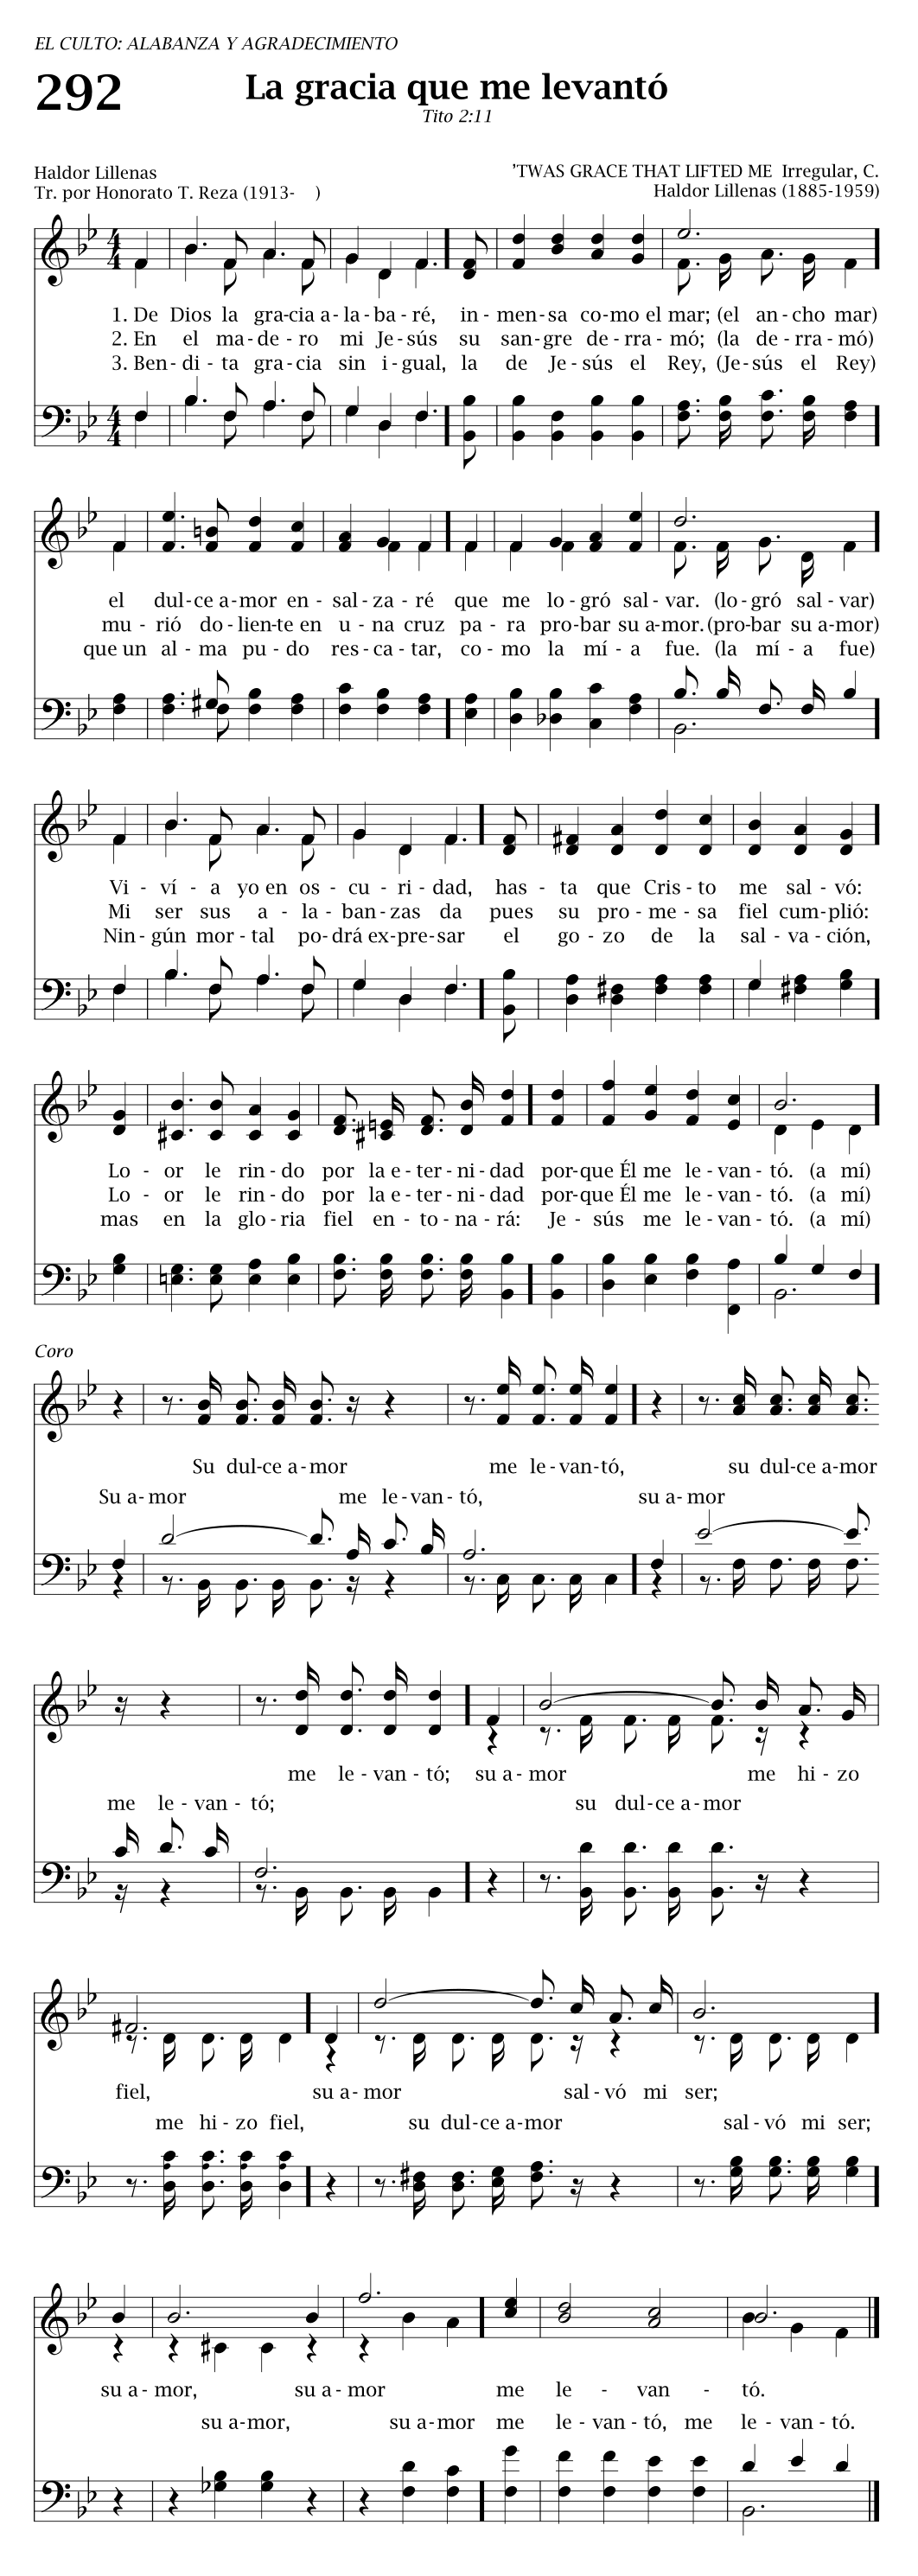 EL CULTO: ALABANZA Y AGRADECIMIENTO
292
La gracia que me levantó
Tito 2:11
Haldor Lillenas
'TWAS GRACE THAT LIFTED ME Irregular, C.
Tr. por Honorato T. Reza (1913- )
Haldor Lillenas (1885-1959)
1. De Dios la gra-cia a-la-ba-ré, in-men-sa co-mo el mar; (el an-cho mar)
2. En el ma-de-ro mi Je-sús su san-gre de-rra-mó; (la de-rra-mó)
3. Ben-di-ta gra-cia sin i-gual, la de Je-sús el Rey, (Je-sús el Rey)
el dul-ce a-mor en-sal-za-ré que me lo-gró sal-var. (lo-gró sal-var)
mu-rió do-lien-te en u-na cruz pa-ra pro-bar su a-mor. (pro-bar su a-mor)
que un al-ma pu-do res-ca-tar, co-mo la mí-a fue. (la mí-a fue)
Vi-ví-a yo en os-cu-ri-dad, has-ta que Cris-to me sal-vó:
Mi ser sus a-la-ban-zas da pues su pro-me-sa fiel cum-plió:
Nin-gún mor-tal po-drá ex-pre-sar el go-zo de la sal-va-ción,
Lo-or le rin-do por la e-ter-ni-dad por-que Él me le-van-tó. (a mí)
Lo-or le rin-do por la e-ter-ni-dad por-que Él me le-van-tó. (a mí)
mas en la glo-ria fiel en-to-na-rá: Je-sús me le-van-tó. (a mí)
Coro
Su dul-ce a-mor me le-van-tó, su dul-ce a-mor
Su a-mor me le-van-tó, su a-mor
me le-van-tó; su a-mor me hi-zo
me le-van-tó; su dul-ce a-mor
fiel, su a-mor sal-vó mi ser;
me hi-zo fiel, su dul-ce a-mor sal-vó mi ser;
su a-mor, su a-mor me le-van-tó.
su a-mor, su a-mor me le-van-tó, me le-van-tó.